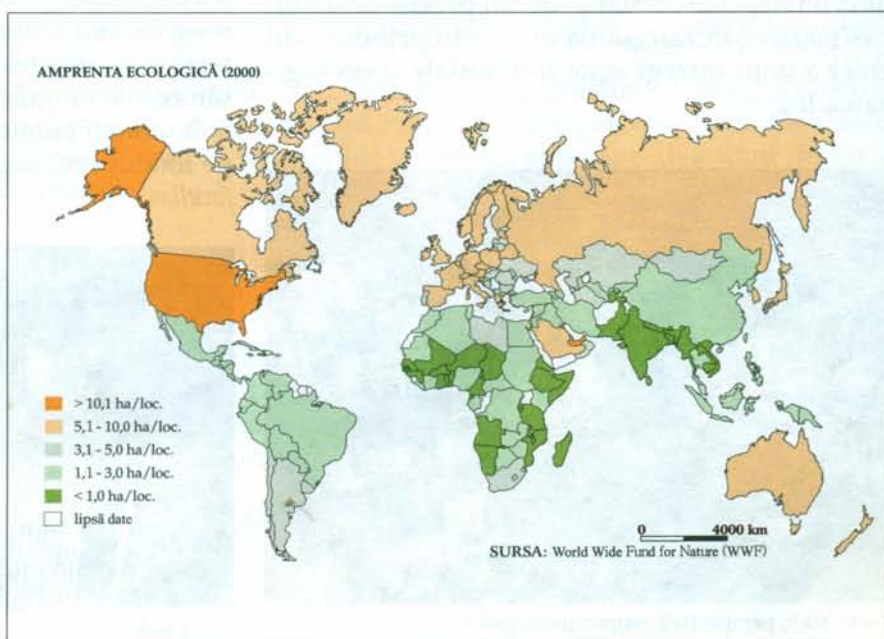 AMPRENTA ECOLOGICĂ (2000)
> 10,1 ha/loc.
5,1 - 10,0 ha/loc.
3,1 - 5,0 ha/loc.
1,1 - 3,0 ha/loc.
< 1,0 ha/loc.
lipsă date
0 4000 km
SURSA: World Wide Fund for Nature (WWF)